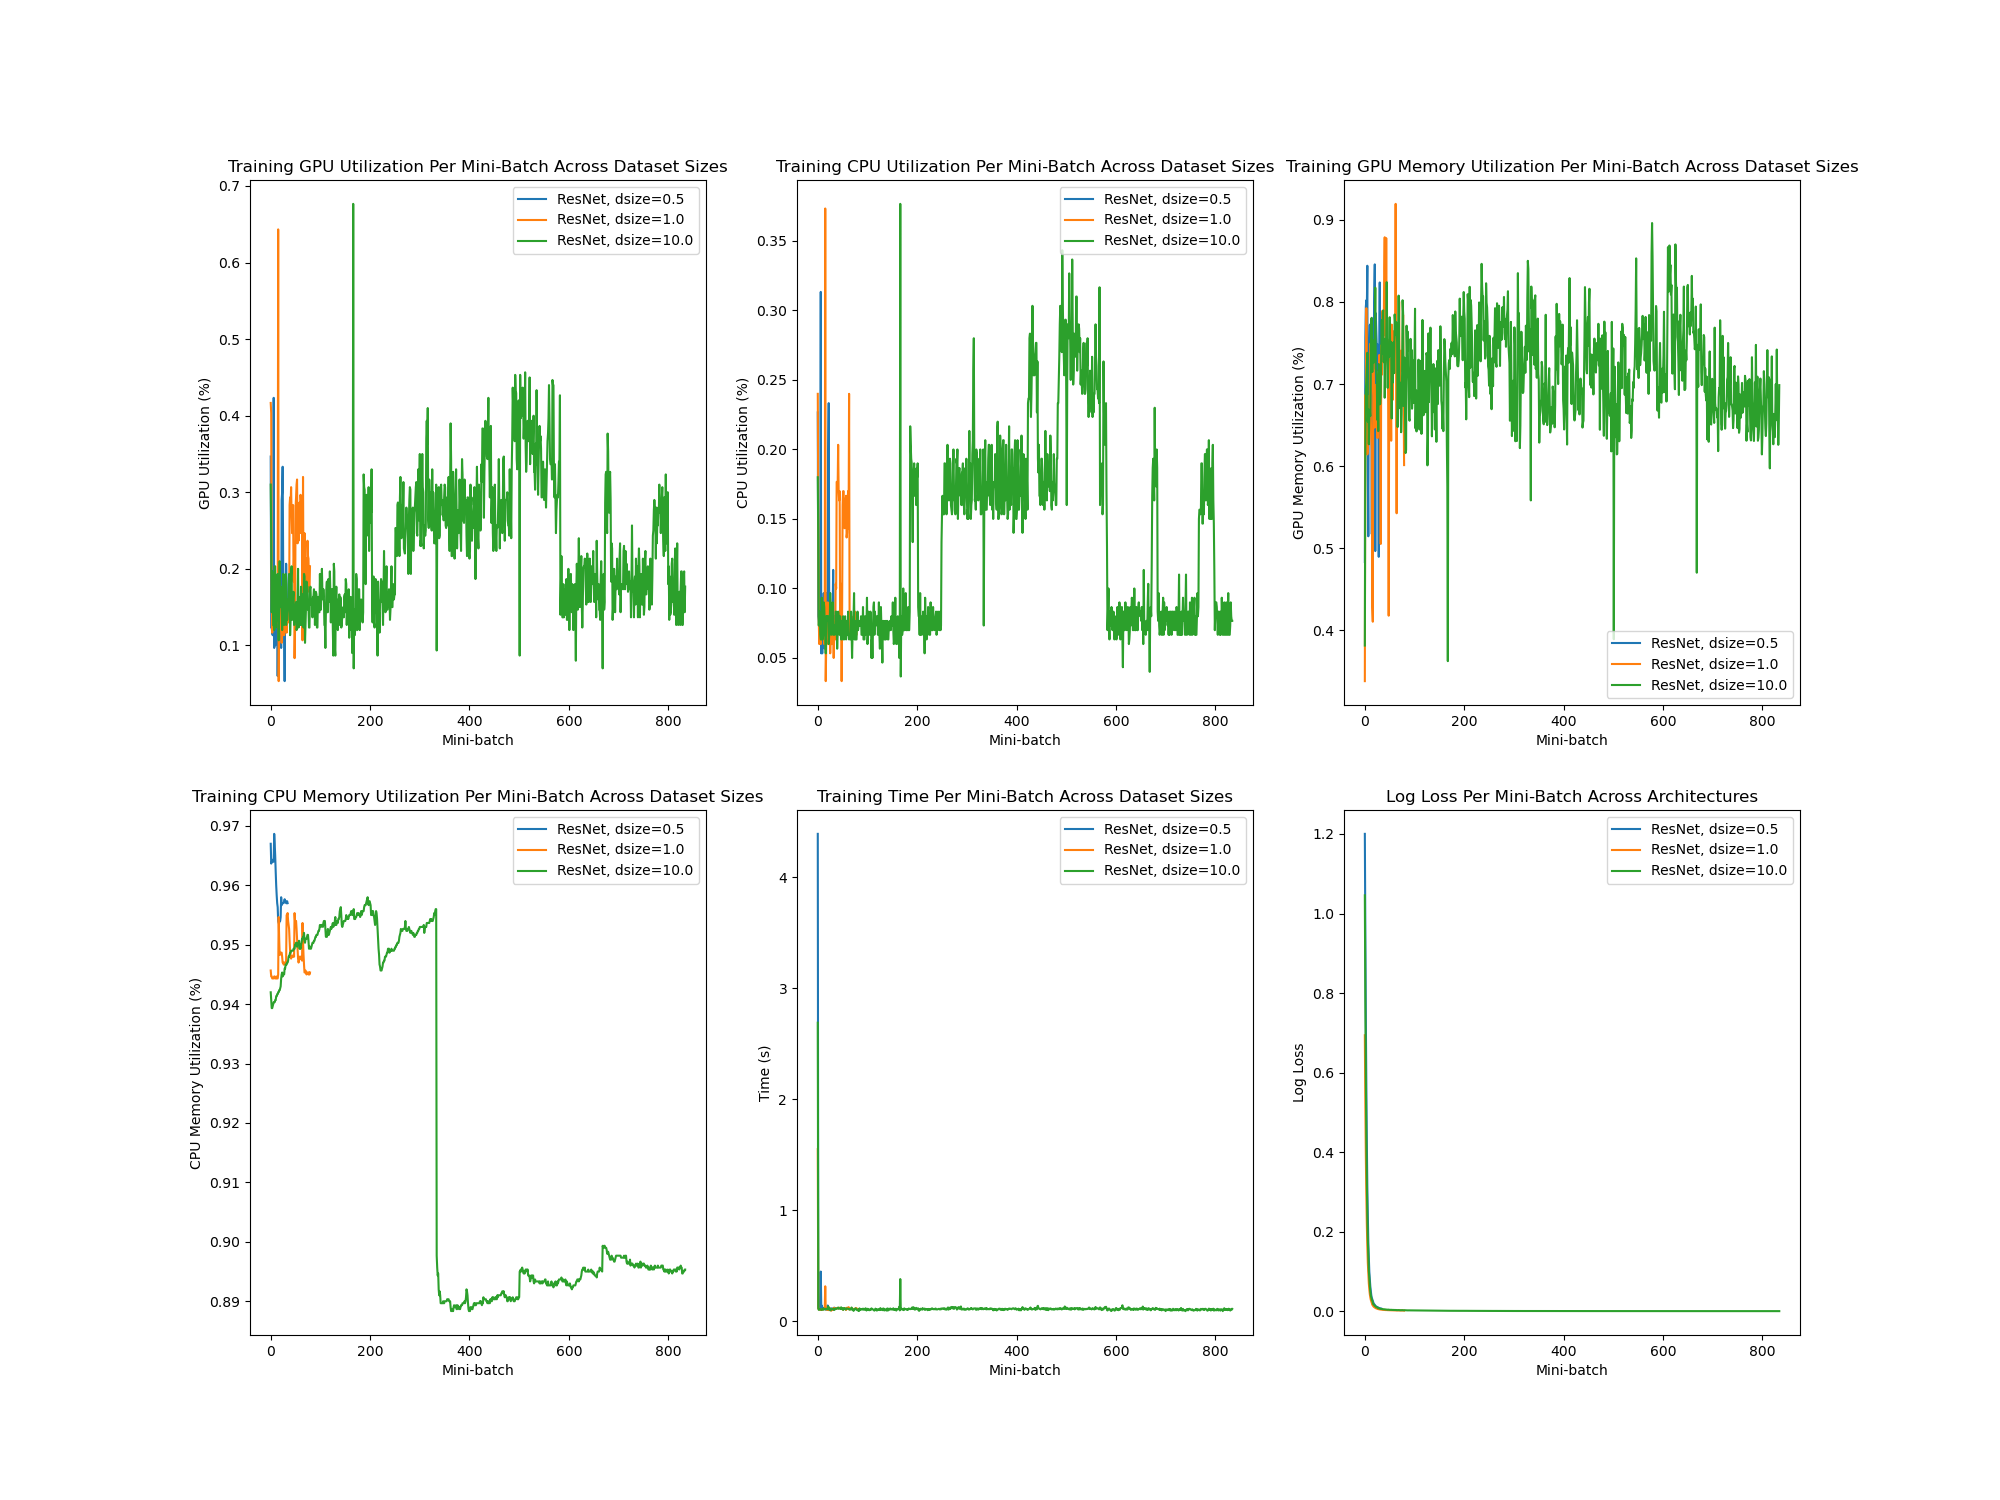 Training GPU Utilization Per Mini-Batch Across Dataset Sizes
GPU Utilization (%)
0.7
0.6
0.5
0.4
0.3
0.2
0.1
ResNet, dsize=0.5
ResNet, dsize=1.0
ResNet, dsize=10.0
0 200 400 600 800
Mini-batch
Training CPU Utilization Per Mini-Batch Across Dataset Sizes
CPU Utilization (%)
0.35
0.30
0.25
0.20
0.15
0.10
0.05
ResNet, dsize=0.5
ResNet, dsize=1.0
ResNet, dsize=10.0
0 200 400 600 800
Mini-batch
Training GPU Memory Utilization Per Mini-Batch Across Dataset Sizes
GPU Memory Utilization (%)
0.9
0.8
0.7
0.6
0.5
0.4
ResNet, dsize=0.5
ResNet, dsize=1.0
ResNet, dsize=10.0
0 200 400 600 800
Mini-batch
Training CPU Memory Utilization Per Mini-Batch Across Dataset Sizes
CPU Memory Utilization (%)
0.97
0.96
0.95
0.94
0.93
0.92
0.91
0.90
0.89
ResNet, dsize=0.5
ResNet, dsize=1.0
ResNet, dsize=10.0
0 200 400 600 800
Mini-batch
Training Time Per Mini-Batch Across Dataset Sizes
Time (s)
4
3
2
1
0
ResNet, dsize=0.5
ResNet, dsize=1.0
ResNet, dsize=10.0
0 200 400 600 800
Mini-batch
Log Loss Per Mini-Batch Across Architectures
Log Loss
1.2
1.0
0.8
0.6
0.4
0.2
0.0
ResNet, dsize=0.5
ResNet, dsize=1.0
ResNet, dsize=10.0
0 200 400 600 800
Mini-batch